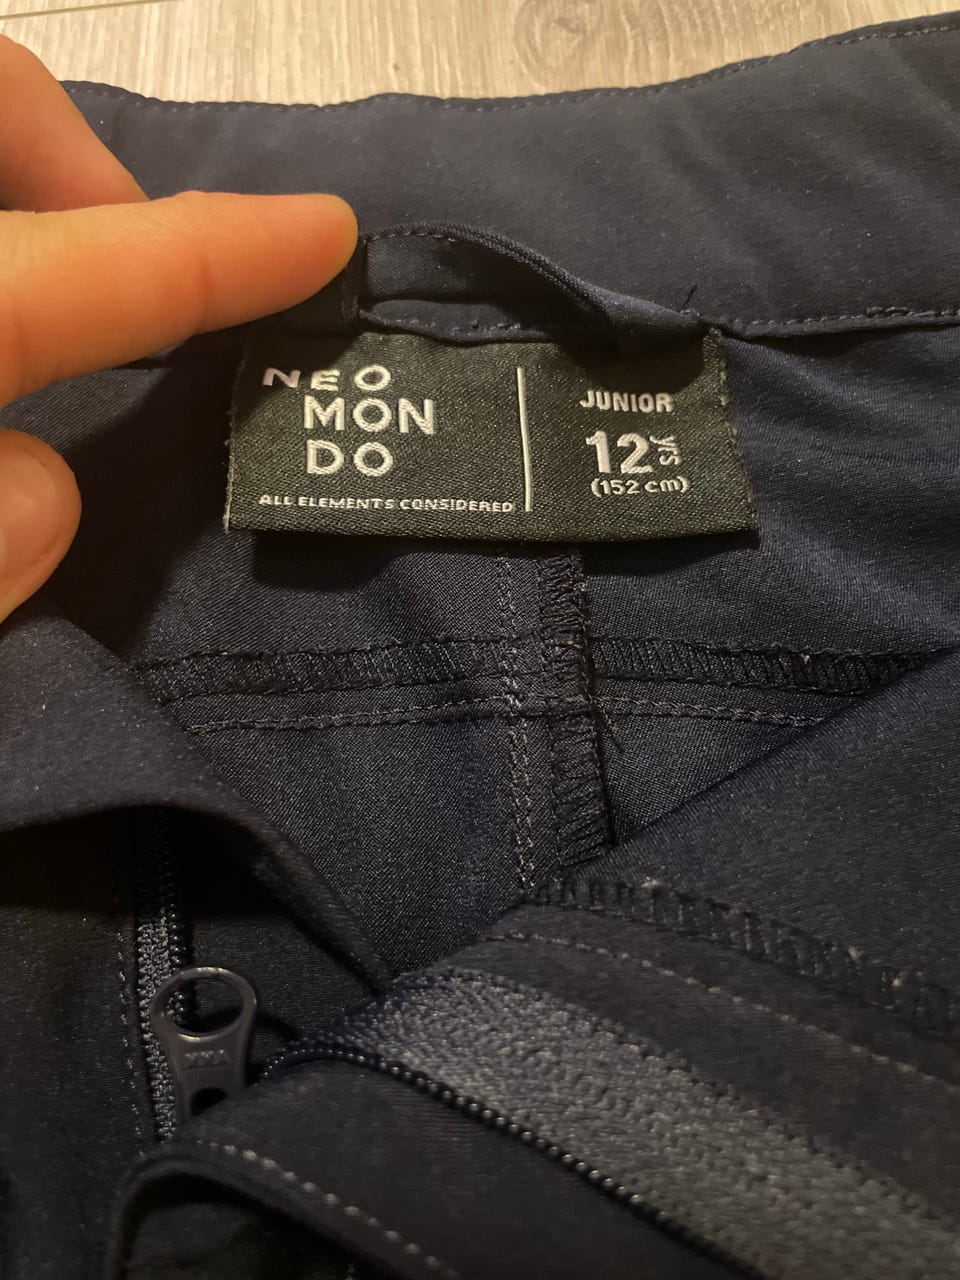 NEO
MON
DO
ALL ELEMENTS CONSIDERED
JUNIOR
12 yrs
(152 cm)